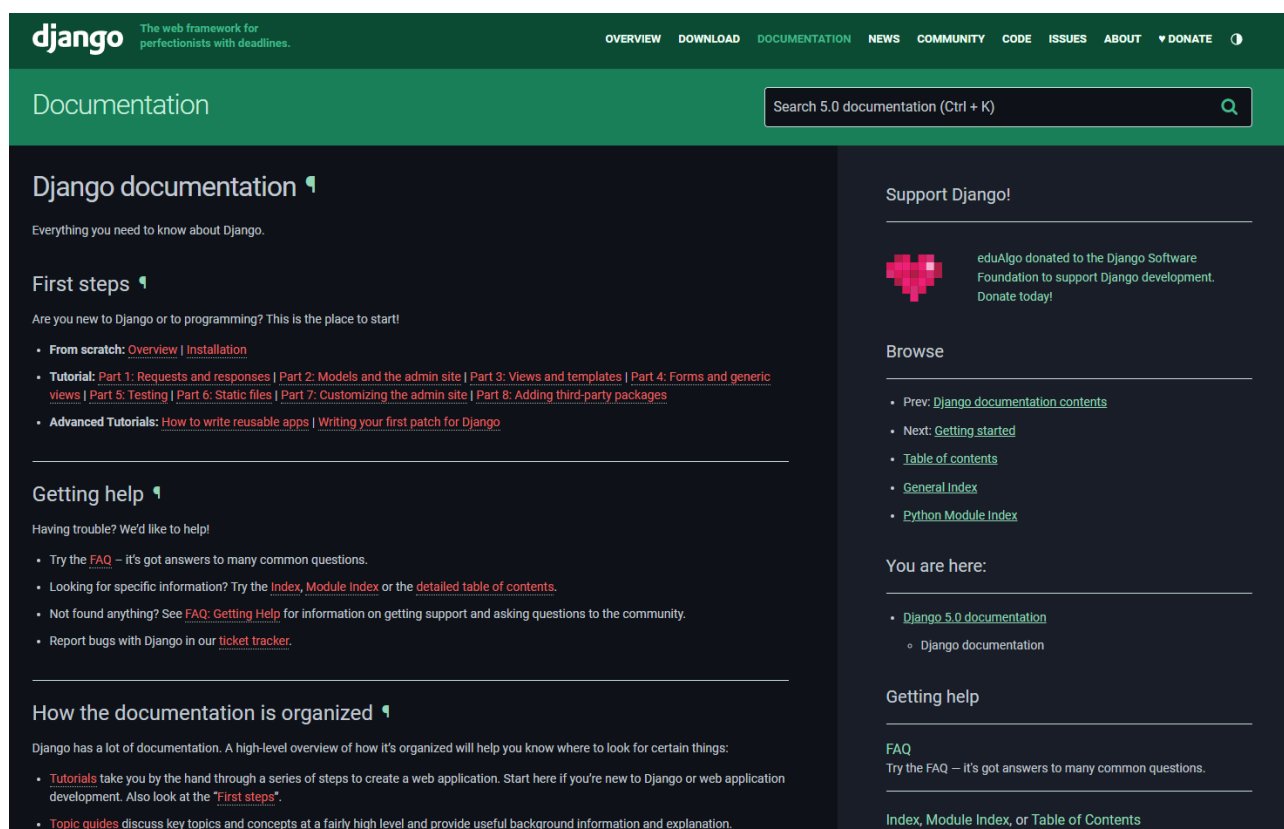 django
The web framework for
perfectionists with deadlines.
OVERVIEW DOWNLOAD DOCUMENTATION NEWS COMMUNITY CODE ISSUES ABOUT ♥ DONATE
Documentation
Search 5.0 documentation (Ctrl + K)
Django documentation ¶
Everything you need to know about Django.
First steps ¶
Are you new to Django or to programming? This is the place to start!
• From scratch: Overview | Installation
• Tutorial: Part 1: Requests and responses | Part 2: Models and the admin site | Part 3: Views and templates | Part 4: Forms and generic
views | Part 5: Testing | Part 6: Static files | Part 7: Customizing the admin site | Part 8: Adding third-party packages
• Advanced Tutorials: How to write reusable apps | Writing your first patch for Django
Getting help ¶
Having trouble? We’d like to help!
• Try the FAQ – it’s got answers to many common questions.
• Looking for specific information? Try the Index, Module Index or the detailed table of contents.
• Not found anything? See FAQ: Getting Help for information on getting support and asking questions to the community.
• Report bugs with Django in our ticket tracker.
How the documentation is organized ¶
Django has a lot of documentation. A high-level overview of how it’s organized will help you know where to look for certain things:
• Tutorials take you by the hand through a series of steps to create a web application. Start here if you’re new to Django or web application
development. Also look at the “First steps”.
• Topic guides discuss key topics and concepts at a fairly high level and provide useful background information and explanation.
Support Django!
eduAlgo donated to the Django Software
Foundation to support Django development.
Donate today!
Browse
• Prev: Django documentation contents
• Next: Getting started
• Table of contents
• General Index
• Python Module Index
You are here:
• Django 5.0 documentation
◦ Django documentation
Getting help
FAQ
Try the FAQ — it's got answers to many common questions.
Index, Module Index, or Table of Contents